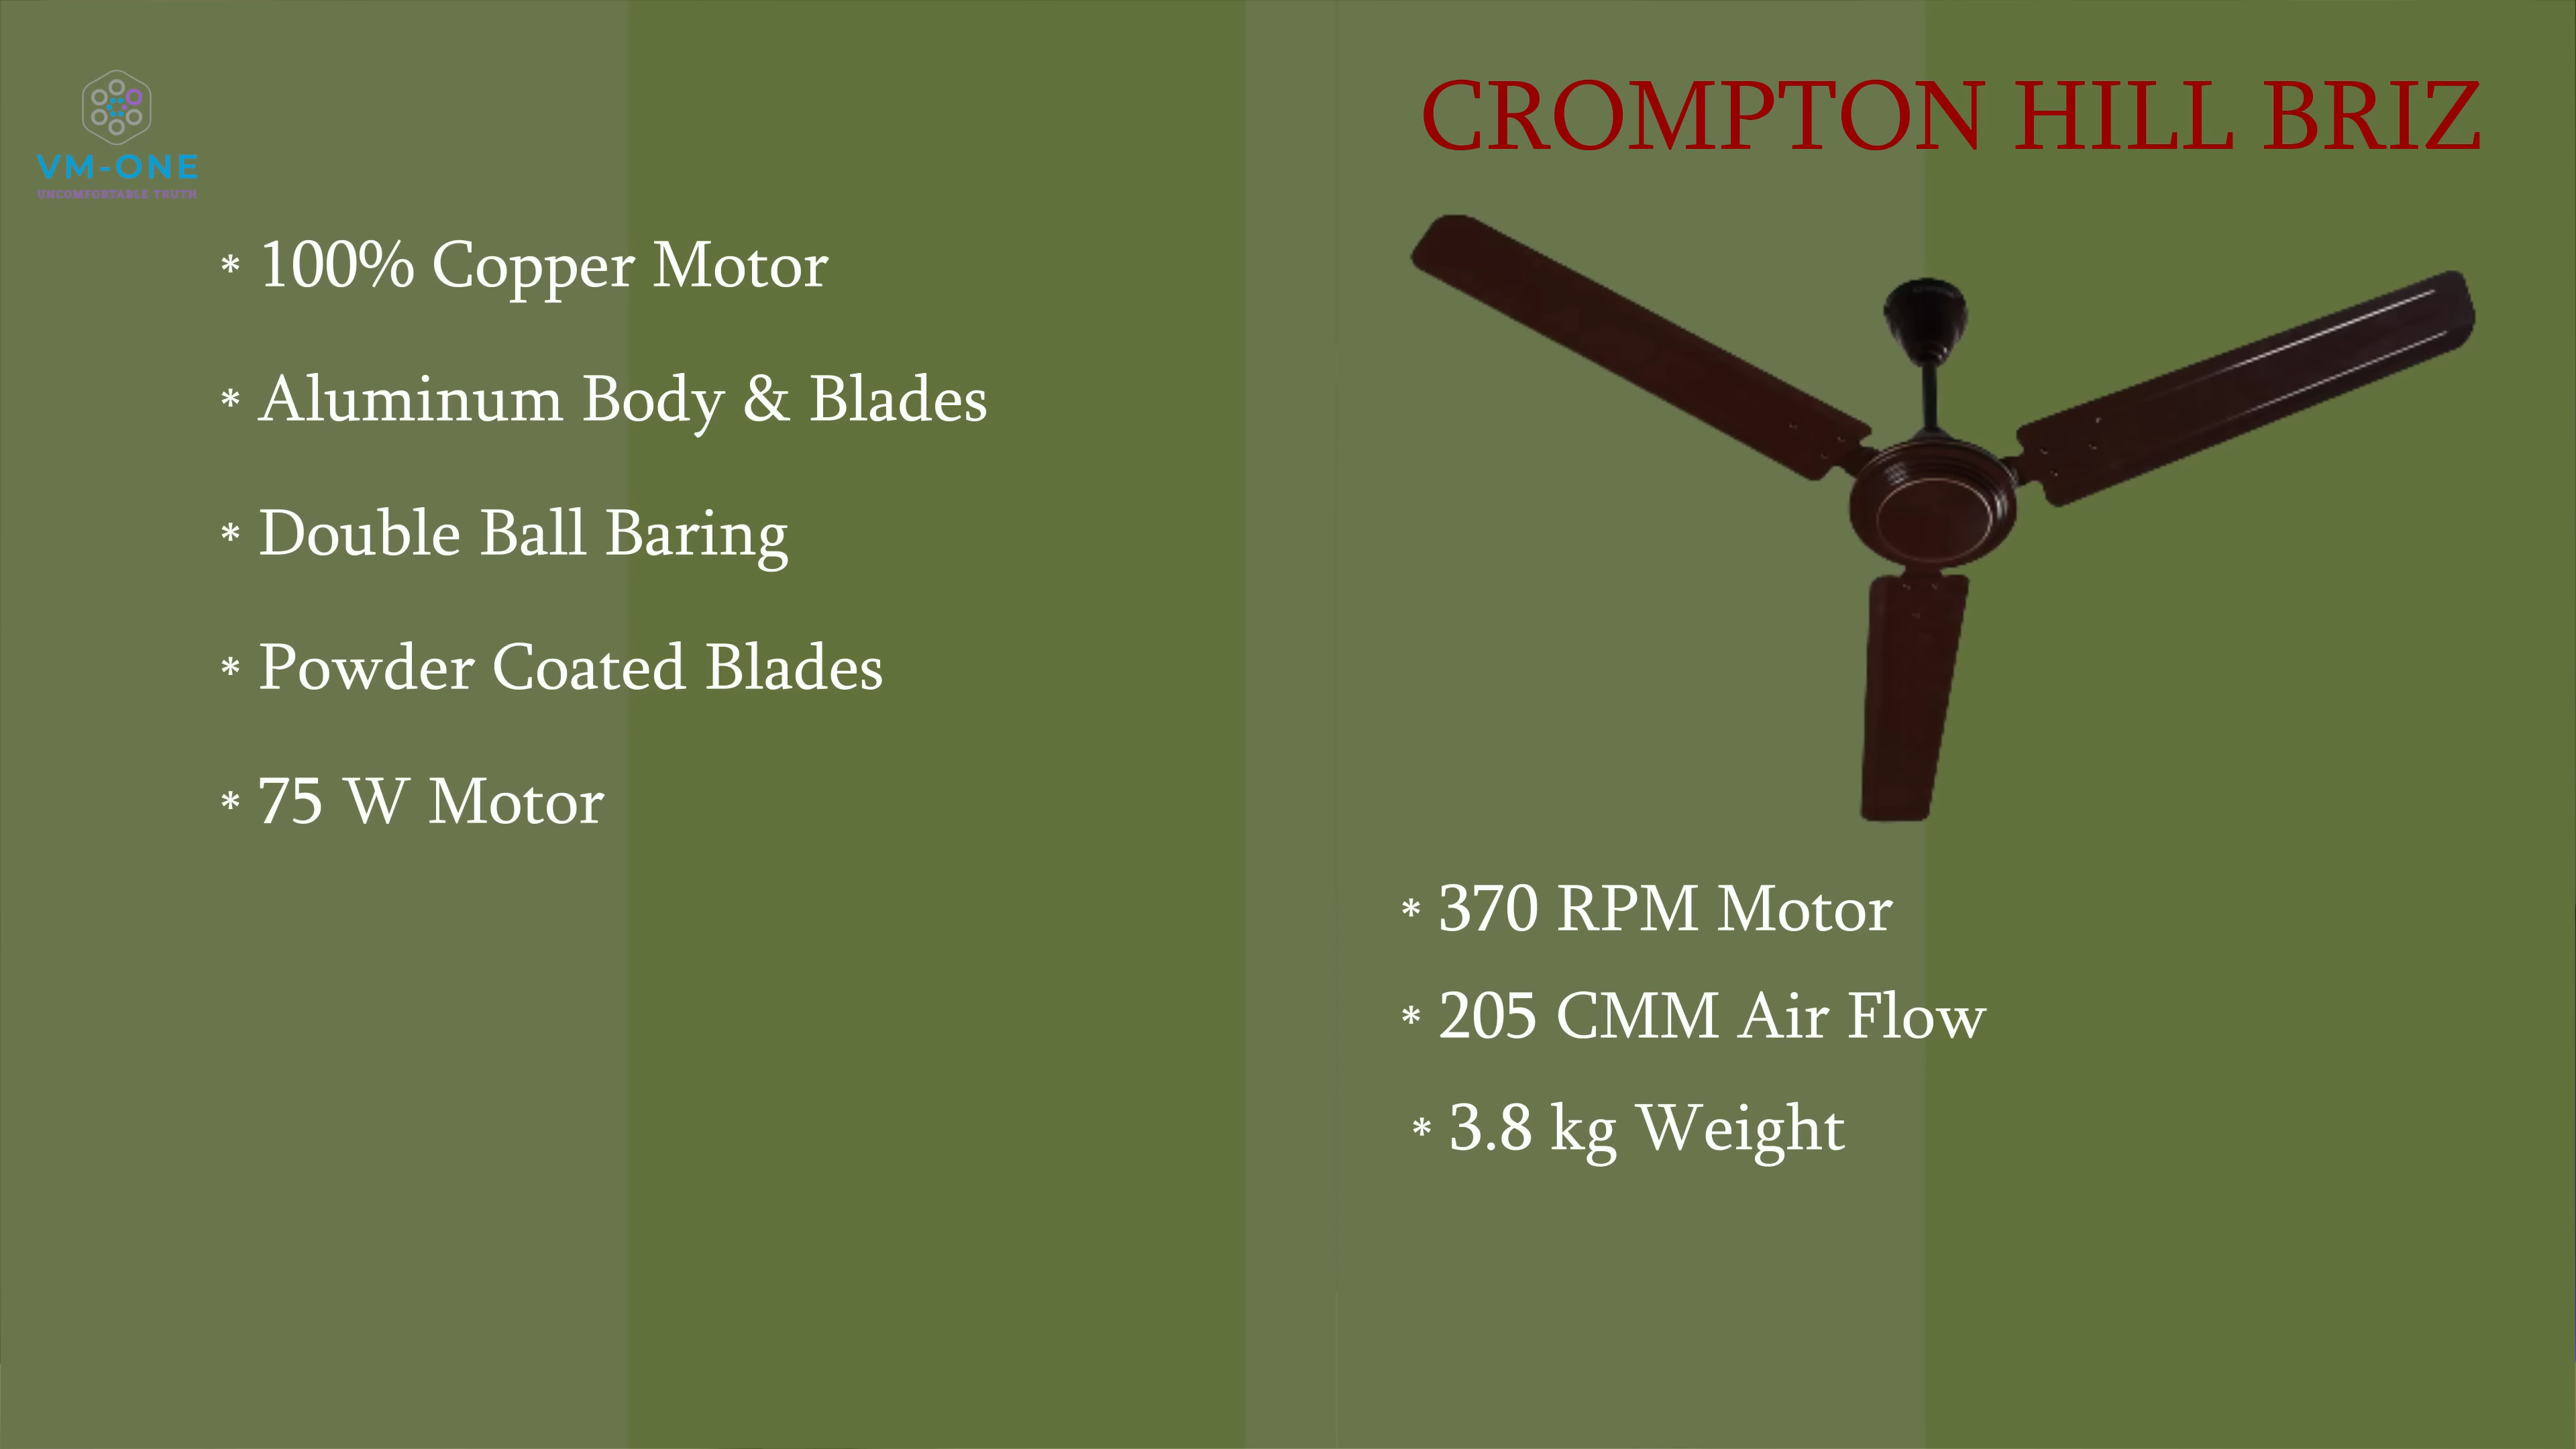 VM-ONE
UNCOMFORTABLE TRUTH
CROMPTON HILL BRIZ
* 100% Copper Motor
* Aluminum Body & Blades
* Double Ball Baring
* Powder Coated Blades
* 75 W Motor
* 370 RPM Motor
* 205 CMM Air Flow
* 3.8 kg Weight